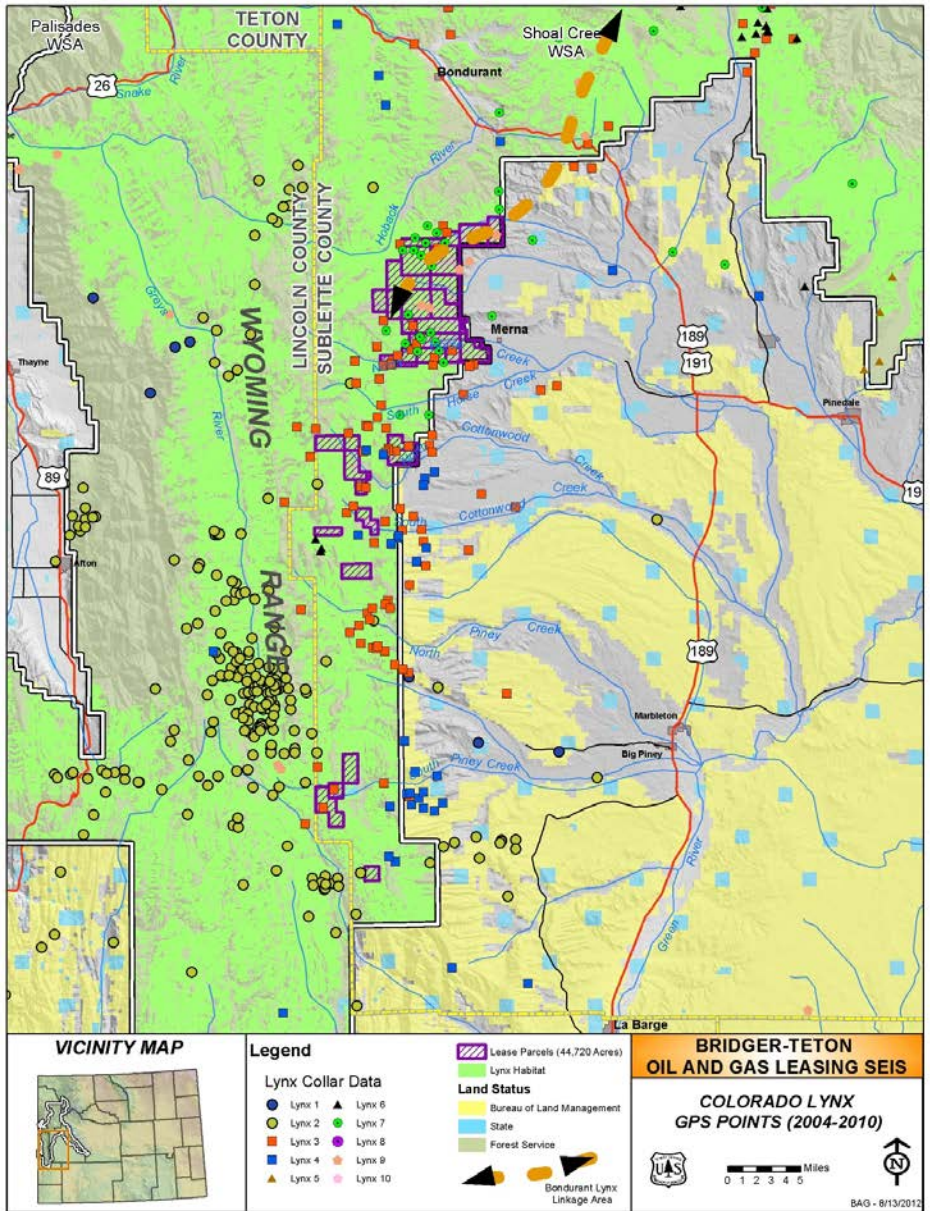 Palisades
WSA
TETON
COUNTY
Shoal Cree
WSA
26
Snake
River
Bondurant
River
Hoback
LINCOLN COUNTY
SUBLETTE COUNTY
WYOMING
RANGE
Greys
River
Thayne
Merna
189
191
Creek
South Horse Creek
Pinedale
19
Cottonwood
Creek
South Cottonwood Creek
89
Afton
North Piney Creek
189
Marbleton
Big Piney
South Piney Creek
Green River
La Barge
VICINITY MAP
Legend
Lynx Collar Data
Lynx 1
Lynx 2
Lynx 3
Lynx 4
Lynx 5
Lynx 6
Lynx 7
Lynx 8
Lynx 9
Lynx 10
Lease Parcels (44,720 Acres)
Lynx Habitat
Land Status
Bureau of Land Management
State
Forest Service
Bondurant Lynx
Linkage Area
BRIDGER-TETON
OIL AND GAS LEASING SEIS
COLORADO LYNX
GPS POINTS (2004-2010)
U S
Miles
0 1 2 3 4 5
N
BAG - 8/13/2012